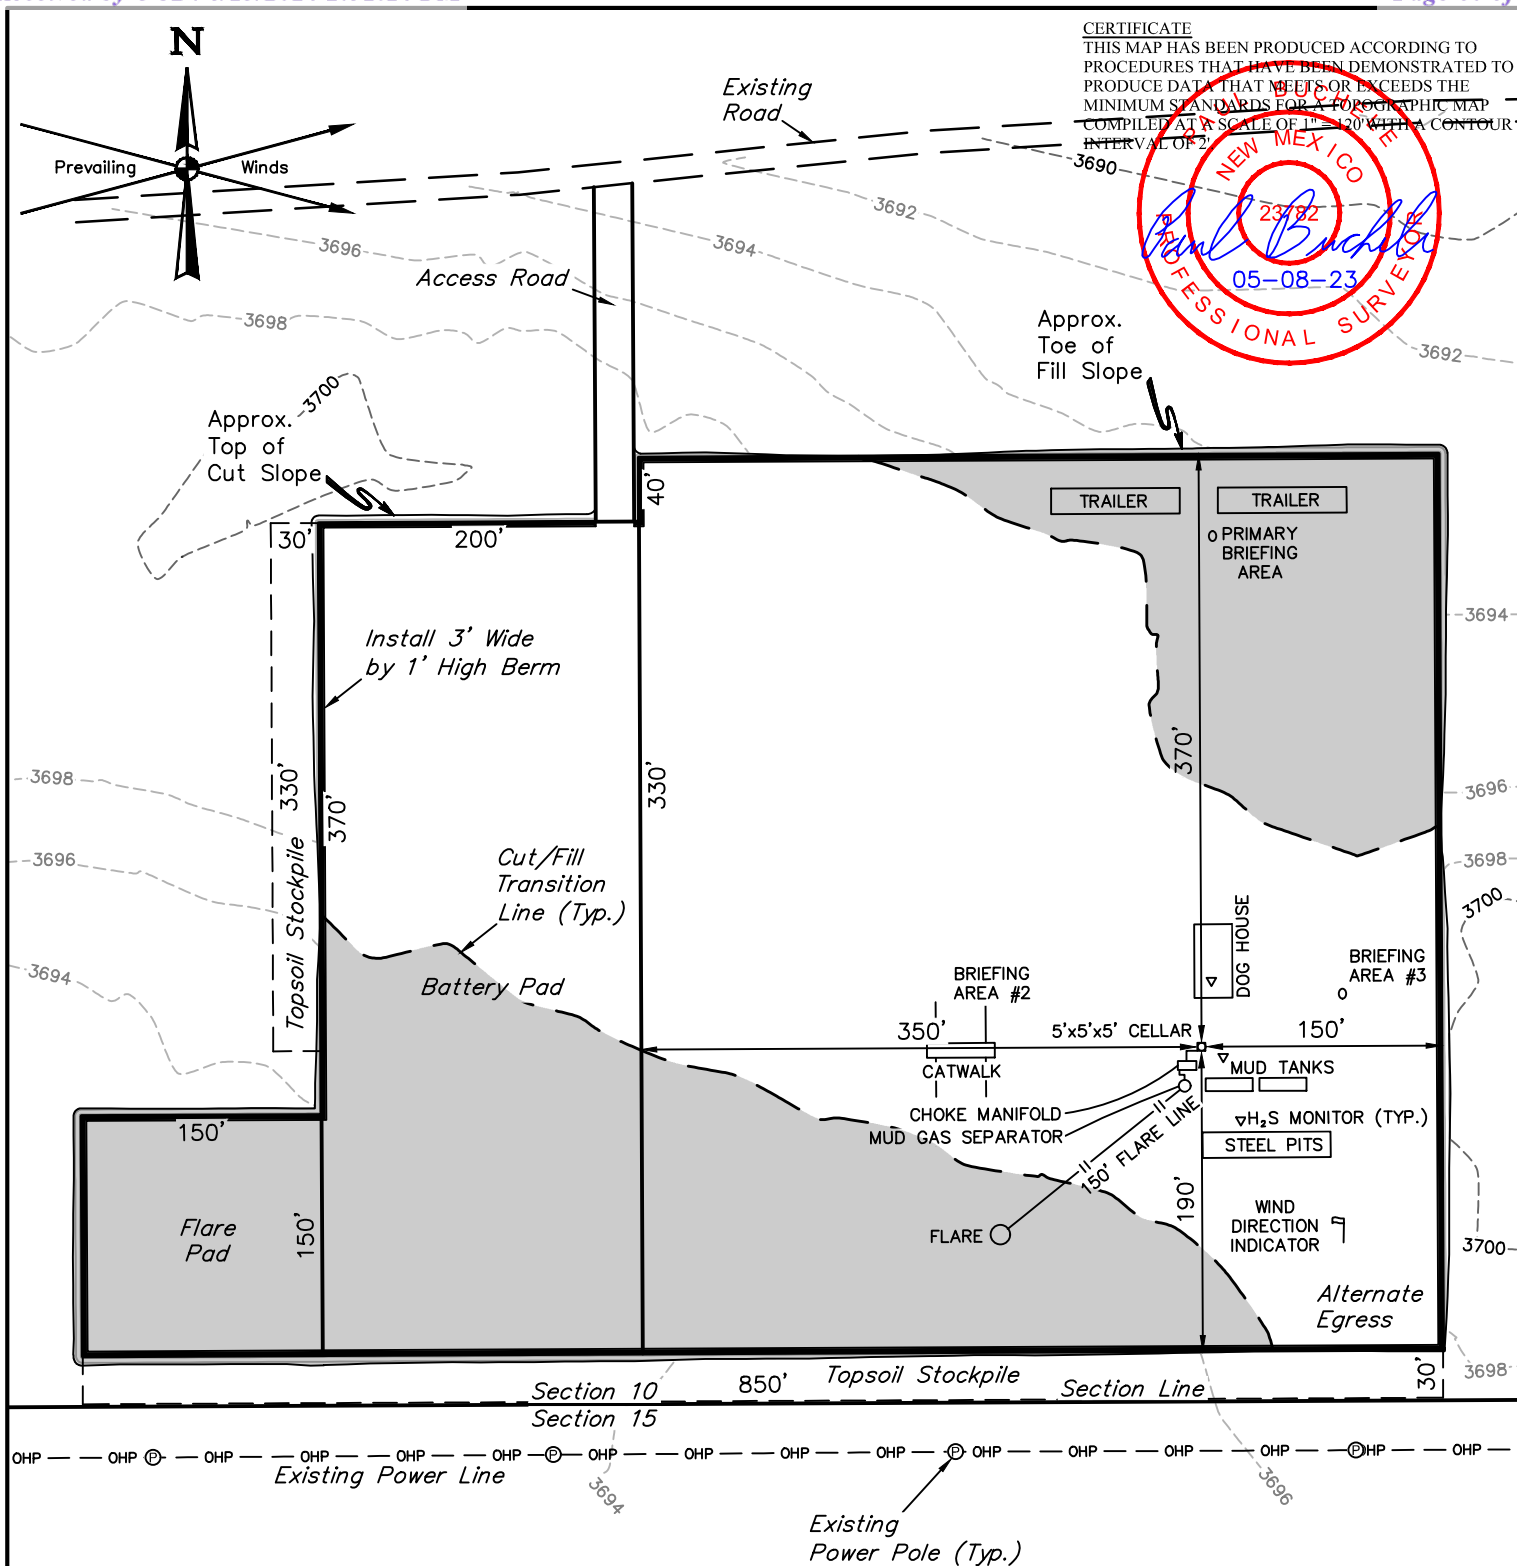 N
Prevailing Winds
Existing
Road
CERTIFICATE
THIS MAP HAS BEEN PRODUCED ACCORDING TO
PROCEDURES THAT HAVE BEEN DEMONSTRATED TO
PRODUCE DATA THAT MEETS OR EXCEEDS THE
MINIMUM STANDARDS FOR A TOPOGRAPHIC MAP
COMPILED AT A SCALE OF 1" = 120' WITH A CONTOUR
INTERVAL OF 2'.
PAUL BUCHELE
NEW MEXICO
23782
PROFESSIONAL SURVEYOR
Paul Buchele
05-08-23
3690
3692
3694
3696
3698
3692
3700
Access Road
Approx.
Toe of
Fill Slope
Approx.
Top of
Cut Slope
30'
200'
40'
TRAILER
TRAILER
PRIMARY
BRIEFING
AREA
Install 3' Wide
by 1' High Berm
3694
3696
3698
3700
3698
3696
3694
330'
370'
330'
370'
Topsoil Stockpile
Cut/Fill
Transition
Line (Typ.)
Battery Pad
BRIEFING
AREA #2
DOG HOUSE
BRIEFING
AREA #3
350'
5'x5'x5' CELLAR
150'
CATWALK
MUD TANKS
CHOKE MANIFOLD
MUD GAS SEPARATOR
H₂S MONITOR (TYP.)
STEEL PITS
150' FLARE LINE
190'
150'
Flare
Pad
150'
FLARE
WIND
DIRECTION
INDICATOR
3700
Alternate
Egress
3698
30'
Topsoil Stockpile
850'
Section 10
Section Line
Section 15
OHP OHP P OHP OHP OHP OHP P OHP OHP OHP OHP P OHP OHP OHP OHP P OHP OHP
Existing Power Line
3694
3696
Existing
Power Pole (Typ.)